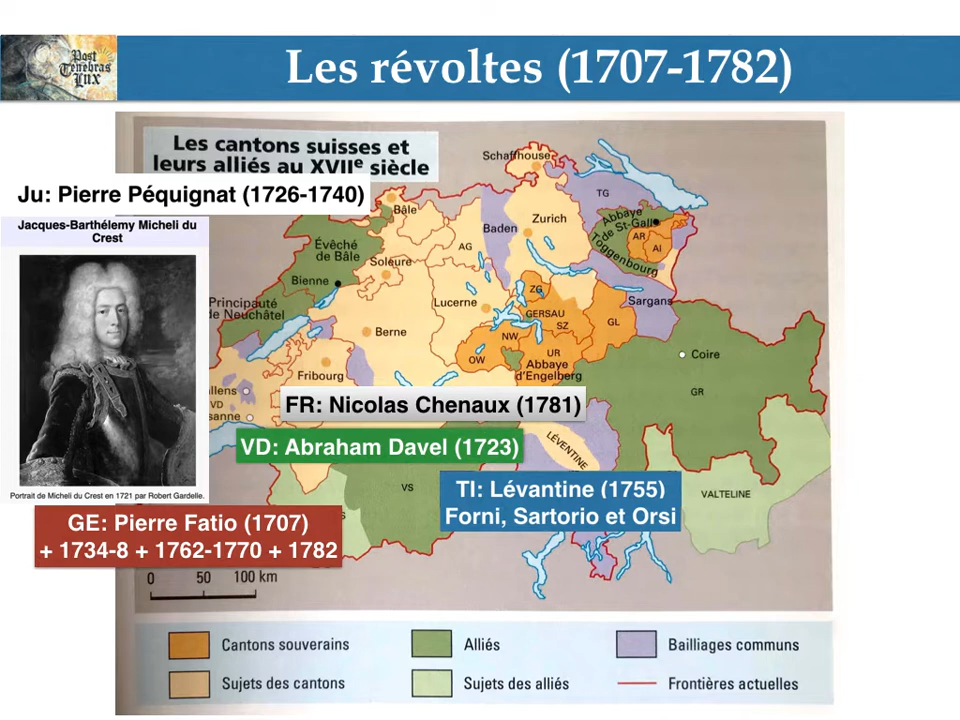 Post
Tenebras
Lux
Les révoltes (1707-1782)
Les cantons suisses et
leurs alliés au XVIIe siècle
Ju: Pierre Péquignat (1726-1740)
Jacques-Barthélemy Micheli du
Crest
Portrait de Micheli du Crest en 1721 par Robert Gardelle.
Schaffhouse
TG
Bâle
Zurich
Baden
Abbaye
de St-Gall
AR
AI
Toggenbourg
AG
Évêché
de Bâle
Soleure
Bienne
Lucerne
ZG
Sargans
Principauté
de Neuchâtel
GERSAU
SZ
GL
Berne
NW
OW
UR
Abbaye
d'Engelberg
Coire
Fribourg
GR
llens
VD
sanne
FR: Nicolas Chenaux (1781)
VD: Abraham Davel (1723)
LÉVENTINE
VS
TI: Lévantine (1755)
Forni, Sartorio et Orsi
VALTELINE
GE: Pierre Fatio (1707)
+ 1734-8 + 1762-1770 + 1782
0 50 100 km
Cantons souverains
Alliés
Bailliages communs
Sujets des cantons
Sujets des alliés
Frontières actuelles